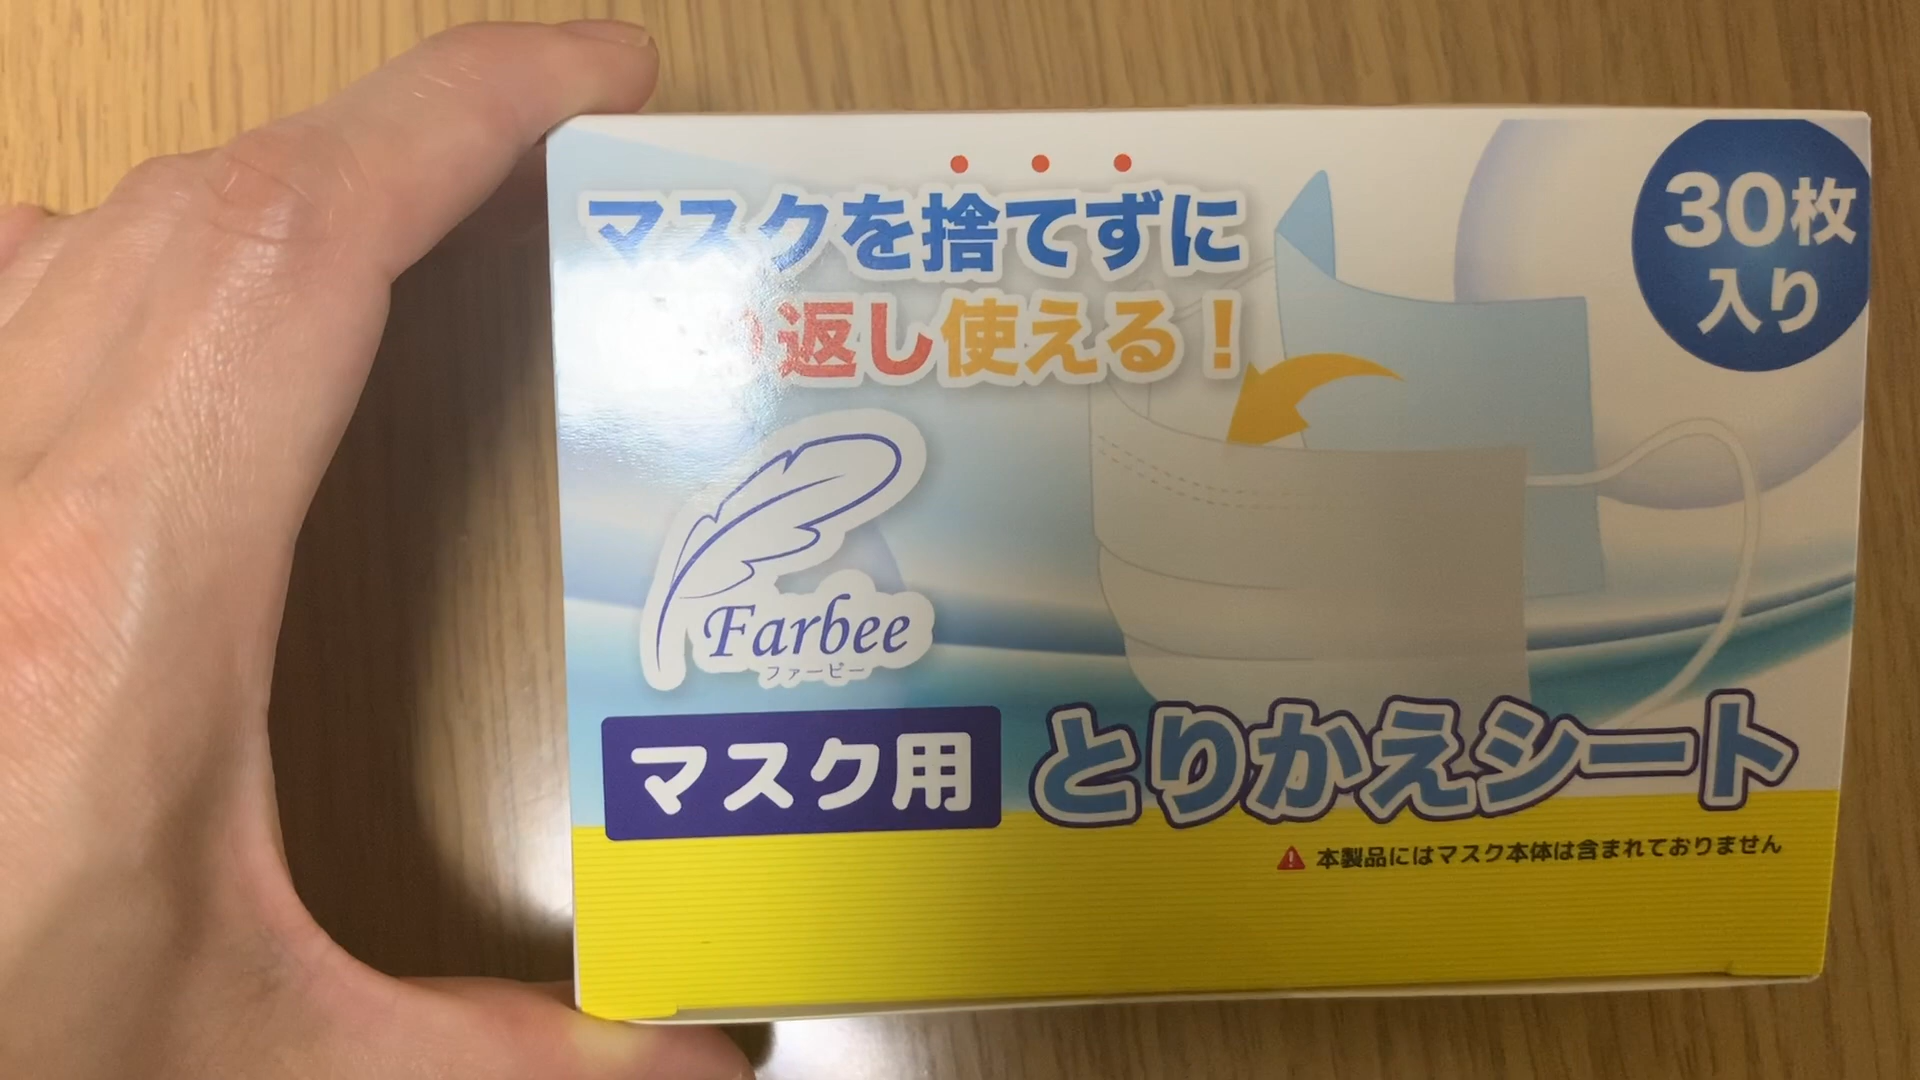 マスクを捨てずに
返し使える！
30枚
入り
Farbee
ファービー
マスク用 とりかえシート
本製品にはマスク本体は含まれておりません